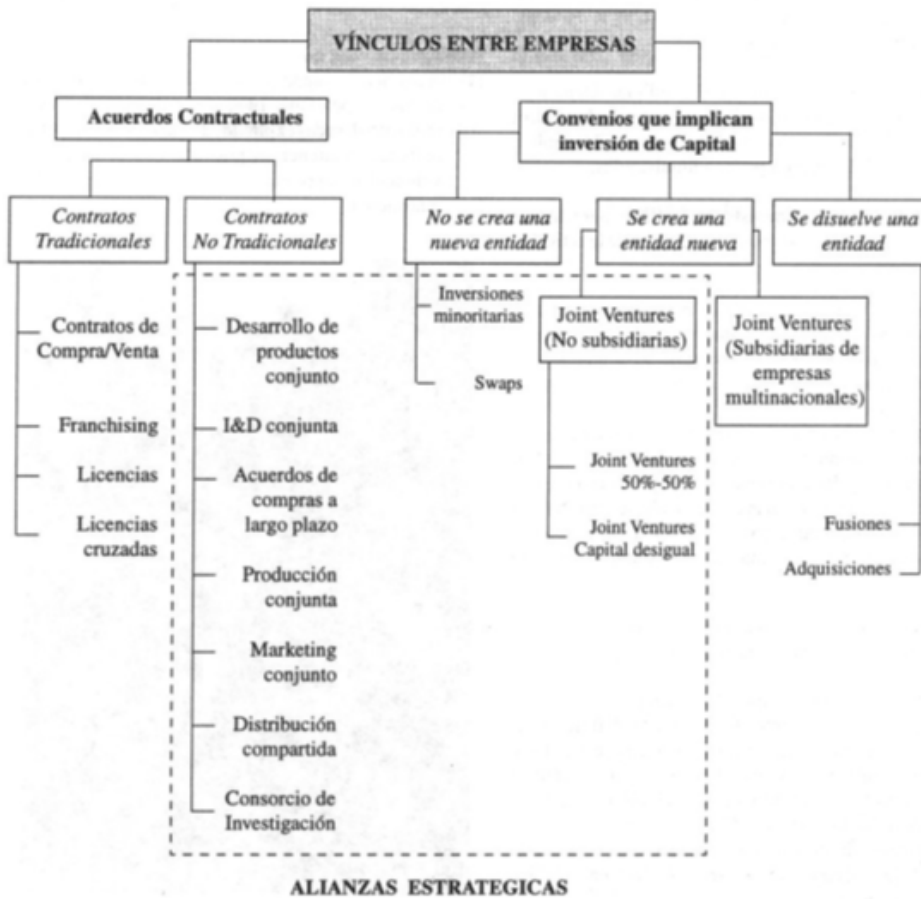 VÍNCULOS ENTRE EMPRESAS
Acuerdos Contractuales
Convenios que implican
inversión de Capital
Contratos
Tradicionales
Contratos
No Tradicionales
No se crea una
nueva entidad
Se crea una
entidad nueva
Se disuelve una
entidad
Contratos de
Compra/Venta
Franchising
Licencias
Licencias
cruzadas
Desarrollo de
productos
conjunto
I&D conjunta
Acuerdos de
compras a
largo plazo
Producción
conjunta
Marketing
conjunto
Distribución
compartida
Consorcio de
Investigación
Inversiones
minoritarias
Swaps
Joint Ventures
(No subsidiarias)
Joint Ventures
50%-50%
Joint Ventures
Capital desigual
Joint Ventures
(Subsidiarias de
empresas
multinacionales)
Fusiones
Adquisiciones
ALIANZAS ESTRATEGICAS